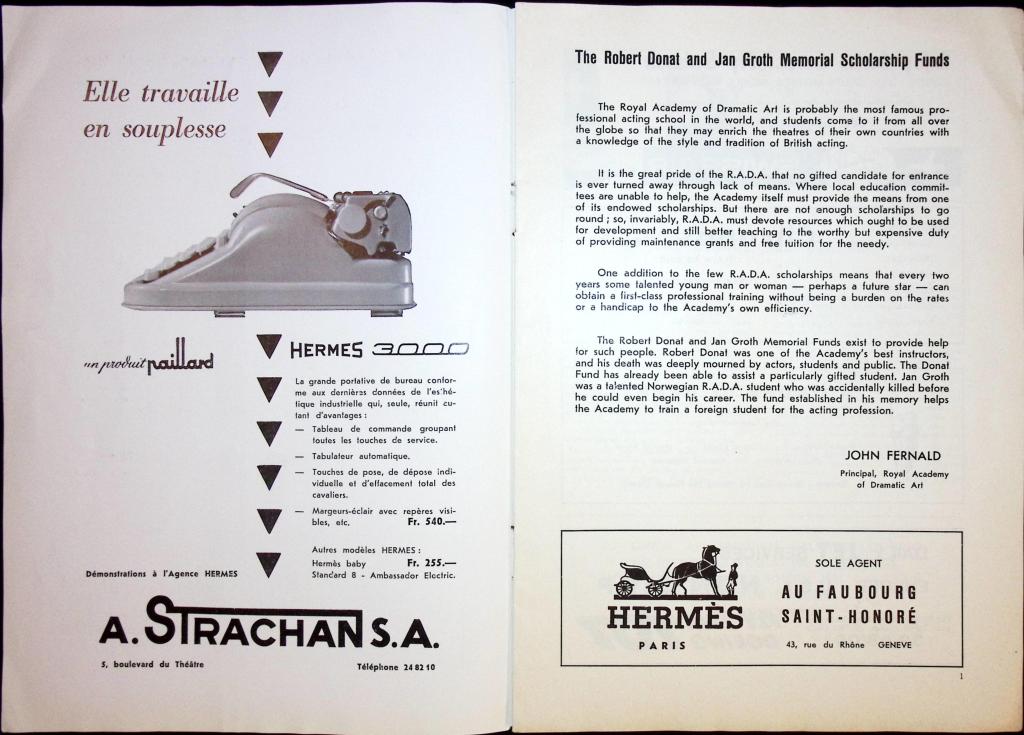 Elle travaille
en souplesse
un produit paillard
HERMES 3000
La grande portative de bureau confor-
me aux dernières données de l'esthé-
tique industrielle qui, seule, réunit au-
tant d'avantages :
— Tableau de commande groupant
toutes les touches de service.
— Tabulateur automatique.
— Touches de pose, de dépose indi-
viduelle et d'effacement total des
cavaliers.
— Margeurs-éclair avec repères visi-
bles, etc. Fr. 540.—
Autres modèles HERMES :
Hermès baby Fr. 255.—
Standard 8 - Ambassador Electric.
Démonstrations à l'Agence HERMES
A. STRACHAN S.A.
5, boulevard du Théâtre Téléphone 24 82 10
The Robert Donat and Jan Groth Memorial Scholarship Funds
The Royal Academy of Dramatic Art is probably the most famous pro-
fessional acting school in the world, and students come to it from all over
the globe so that they may enrich the theatres of their own countries with
a knowledge of the style and tradition of British acting.
It is the great pride of the R.A.D.A. that no gifted candidate for entrance
is ever turned away through lack of means. Where local education commit-
tees are unable to help, the Academy itself must provide the means from one
of its endowed scholarships. But there are not enough scholarships to go
round ; so, invariably, R.A.D.A. must devote resources which ought to be used
for development and still better teaching to the worthy but expensive duty
of providing maintenance grants and free tuition for the needy.
One addition to the few R.A.D.A. scholarships means that every two
years some talented young man or woman — perhaps a future star — can
obtain a first-class professional training without being a burden on the rates
or a handicap to the Academy's own efficiency.
The Robert Donat and Jan Groth Memorial Funds exist to provide help
for such people. Robert Donat was one of the Academy's best instructors,
and his death was deeply mourned by actors, students and public. The Donat
Fund has already been able to assist a particularly gifted student. Jan Groth
was a talented Norwegian R.A.D.A. student who was accidentally killed before
he could even begin his career. The fund established in his memory helps
the Academy to train a foreign student for the acting profession.
JOHN FERNALD
Principal, Royal Academy
of Dramatic Art
HERMÈS
PARIS
SOLE AGENT
AU FAUBOURG
SAINT-HONORÉ
43, rue du Rhône GENEVE
1